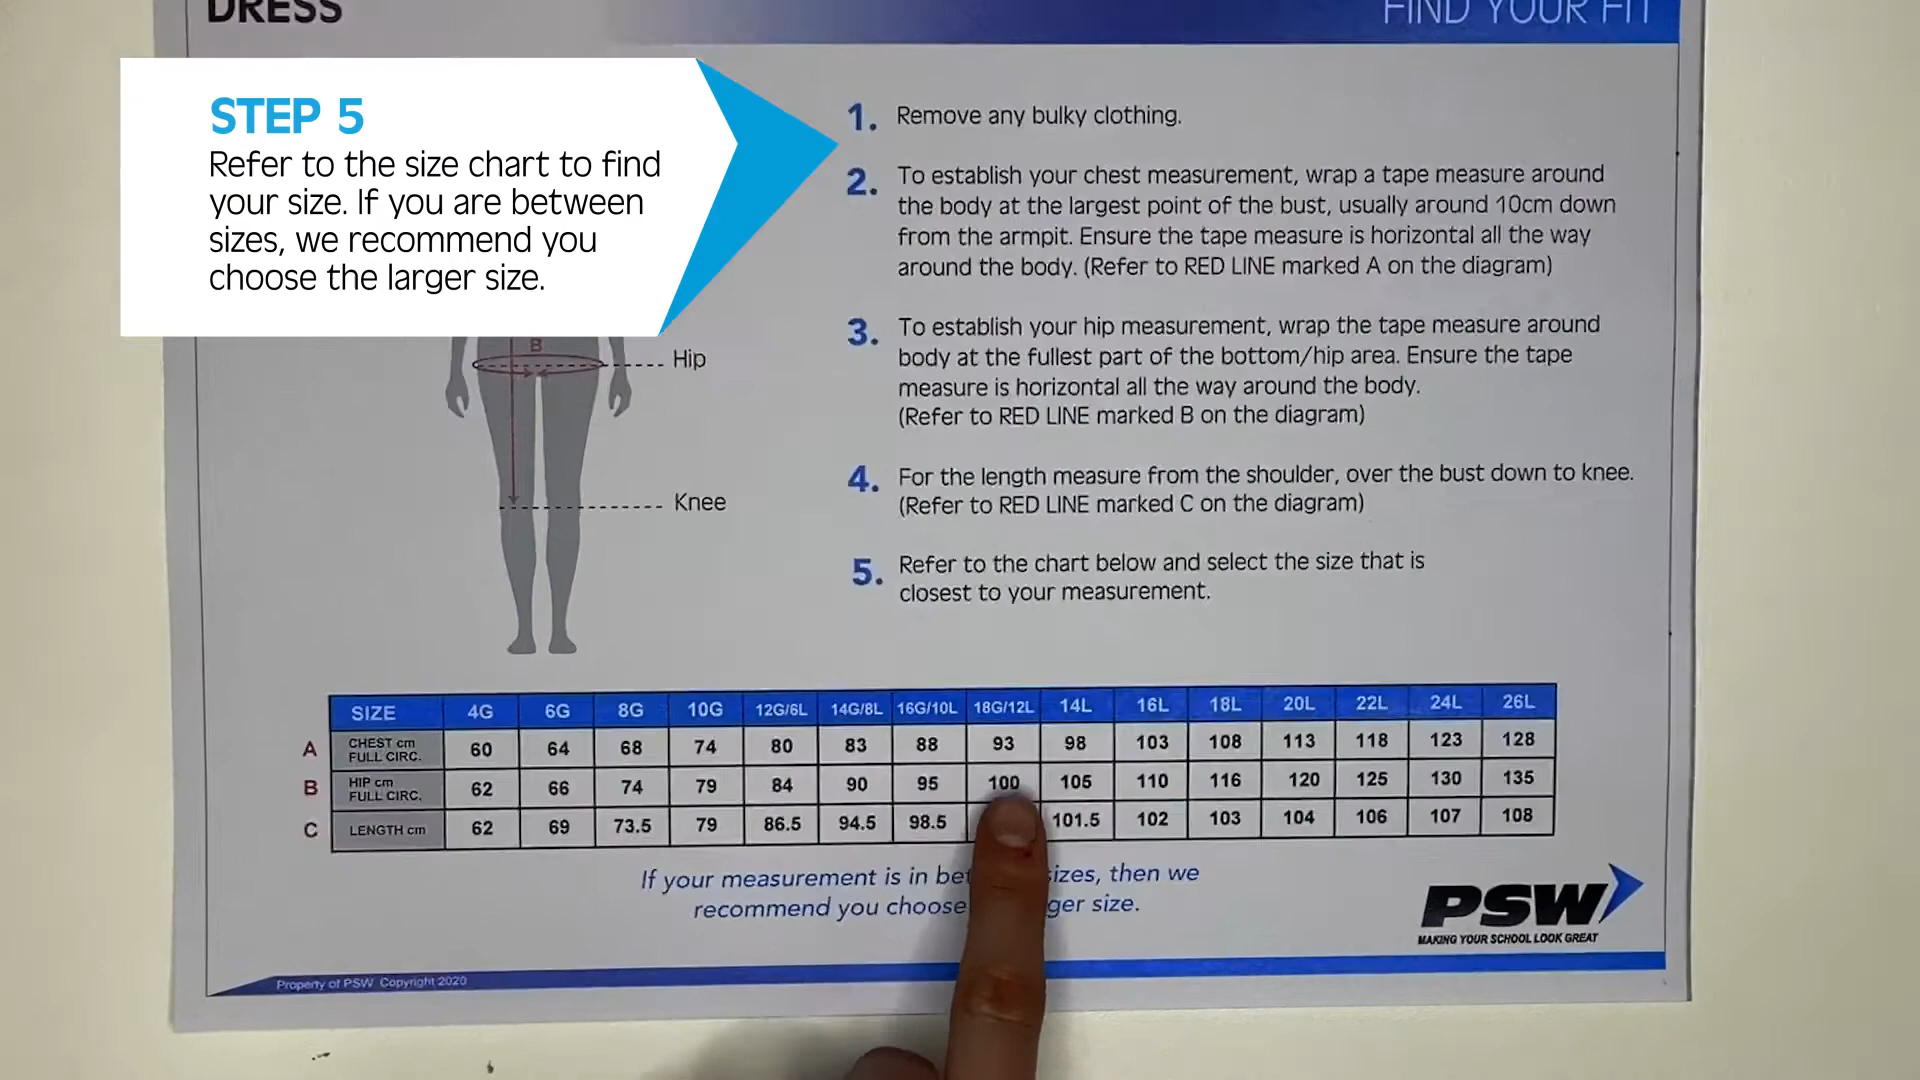 DRESS
FIND YOUR FIT
STEP 5
Refer to the size chart to find
your size. If you are between
sizes, we recommend you
choose the larger size.
1. Remove any bulky clothing.
2. To establish your chest measurement, wrap a tape measure around
the body at the largest point of the bust, usually around 10cm down
from the armpit. Ensure the tape measure is horizontal all the way
around the body. (Refer to RED LINE marked A on the diagram)
3. To establish your hip measurement, wrap the tape measure around
body at the fullest part of the bottom/hip area. Ensure the tape
measure is horizontal all the way around the body.
(Refer to RED LINE marked B on the diagram)
4. For the length measure from the shoulder, over the bust down to knee.
(Refer to RED LINE marked C on the diagram)
5. Refer to the chart below and select the size that is
closest to your measurement.
B
Hip
Knee
SIZE 4G 6G 8G 10G 12G/6L 14G/8L 16G/10L 18G/12L 14L 16L 18L 20L 22L 24L 26L
A CHEST cm FULL CIRC. 60 64 68 74 80 83 88 93 98 103 108 113 118 123 128
B HIP cm FULL CIRC. 62 66 74 79 84 90 95 100 105 110 116 120 125 130 135
C LENGTH cm 62 69 73.5 79 86.5 94.5 98.5 101.5 102 103 104 106 107 108
If your measurement is in sizes, then we
recommend you choose size.
PSW
MAKING YOUR SCHOOL LOOK GREAT
Property of PSW Copyright 2020